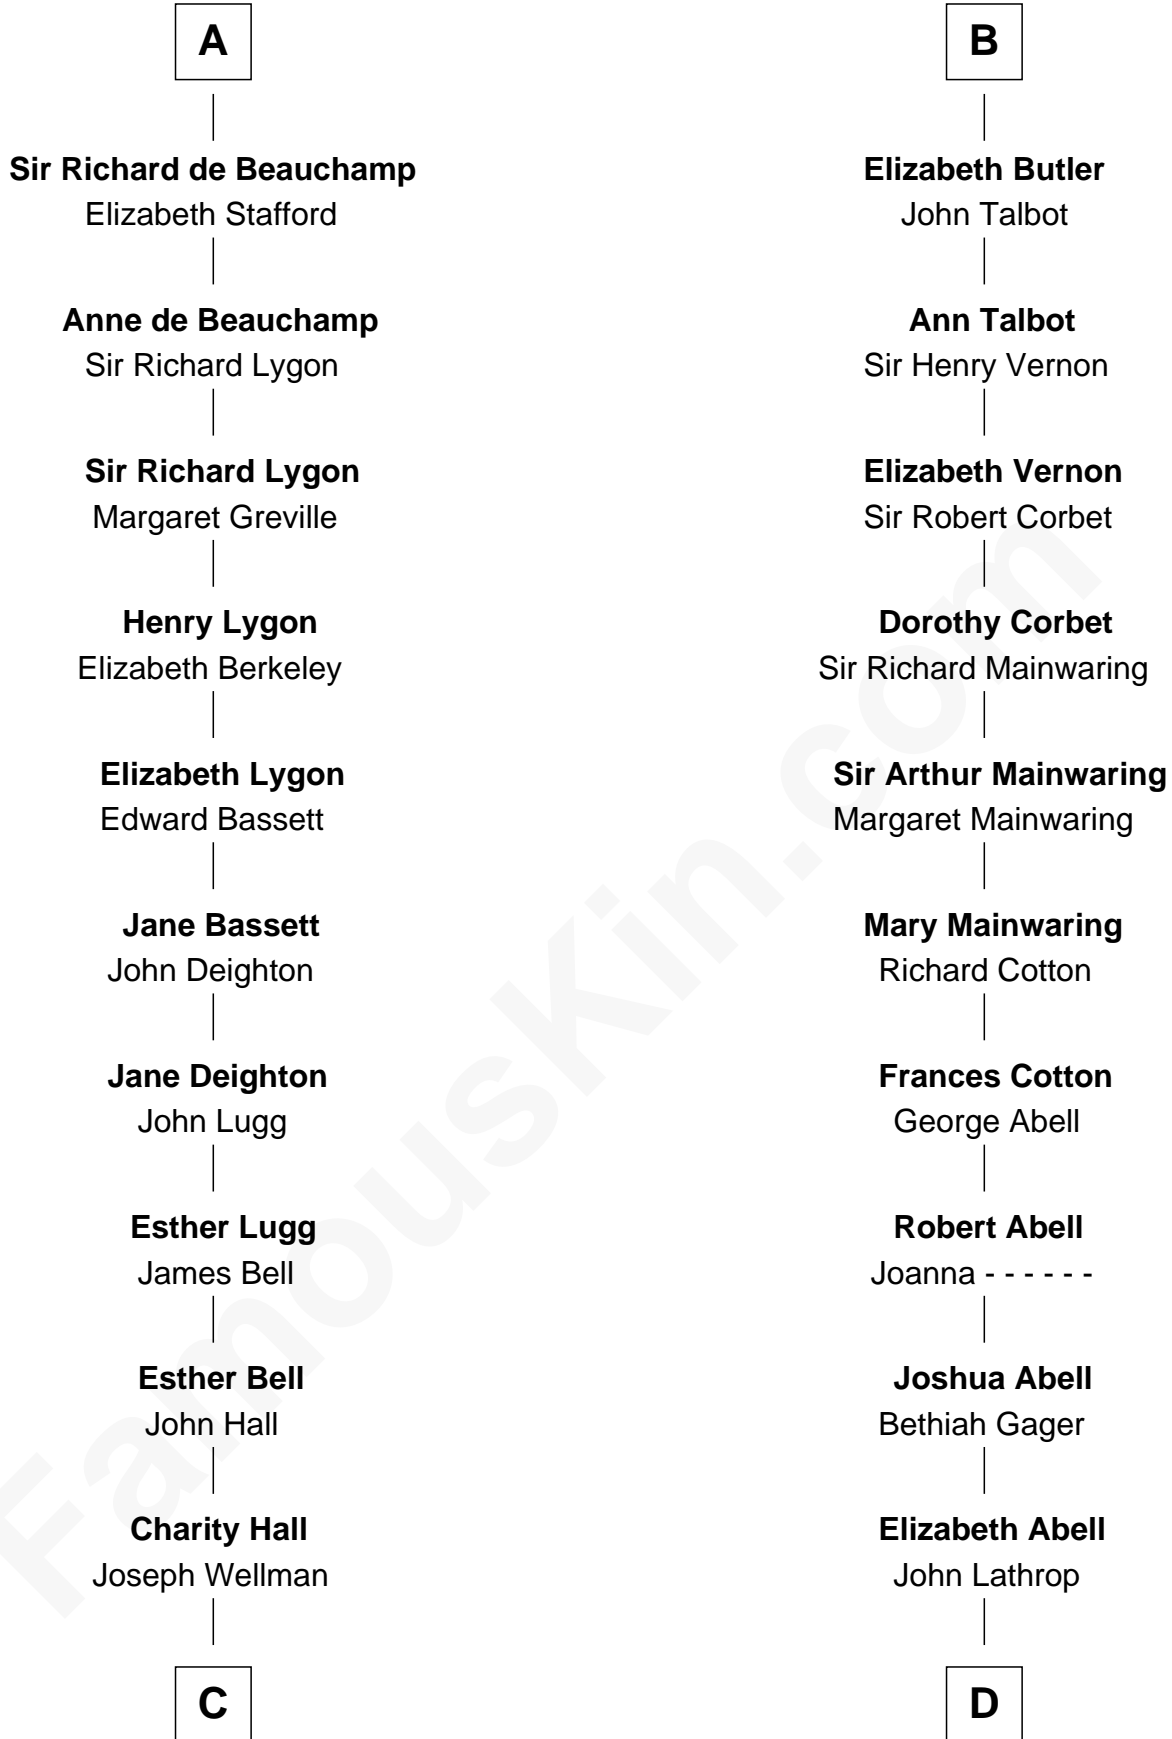 A
Sir Richard de Beauchamp
Elizabeth Stafford
Anne de Beauchamp
Sir Richard Lygon
Sir Richard Lygon
Margaret Greville
Henry Lygon
Elizabeth Berkeley
Elizabeth Lygon
Edward Bassett
Jane Bassett
John Deighton
Jane Deighton
John Lugg
Esther Lugg
James Bell
Esther Bell
John Hall
Charity Hall
Joseph Wellman
C
B
Elizabeth Butler
John Talbot
Ann Talbot
Sir Henry Vernon
Elizabeth Vernon
Sir Robert Corbet
Dorothy Corbet
Sir Richard Mainwaring
Sir Arthur Mainwaring
Margaret Mainwaring
Mary Mainwaring
Richard Cotton
Frances Cotton
George Abell
Robert Abell
Joanna - - - - - -
Joshua Abell
Bethiah Gager
Elizabeth Abell
John Lathrop
D
FamousKin.com